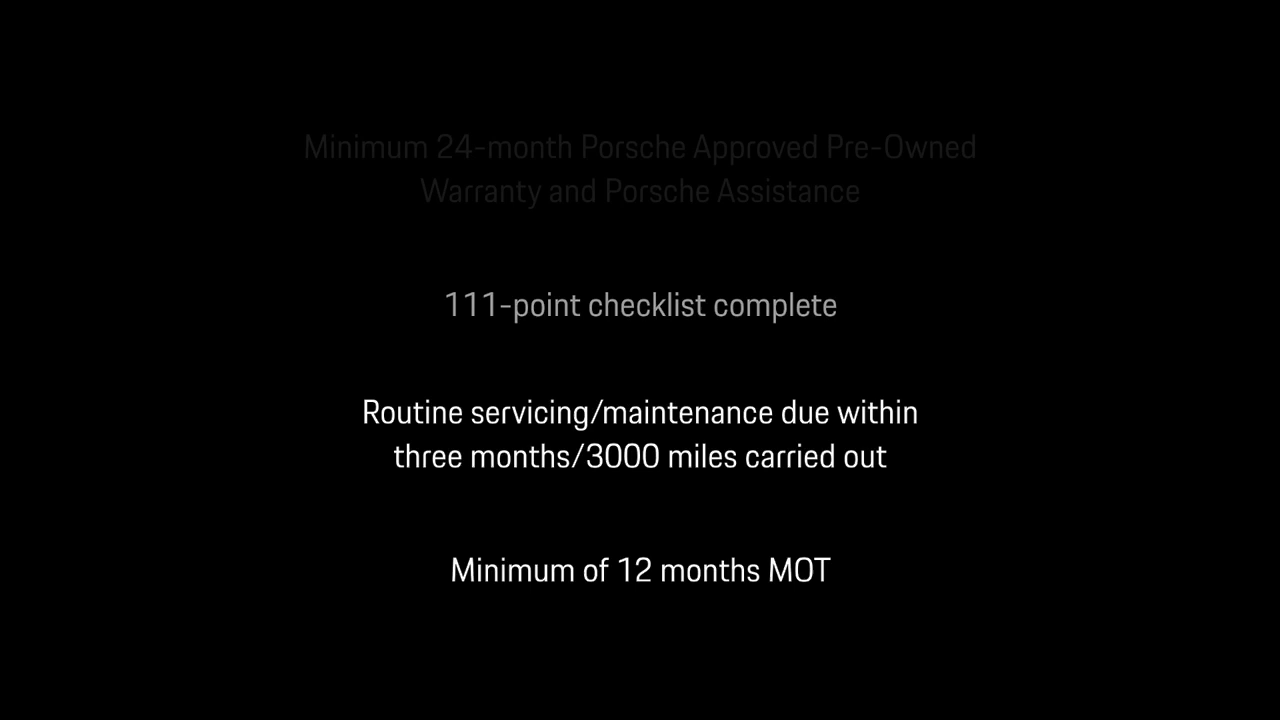 Minimum 24-month Porsche Approved Pre-Owned
Warranty and Porsche Assistance
111-point checklist complete
Routine servicing/maintenance due within
three months/3000 miles carried out
Minimum of 12 months MOT